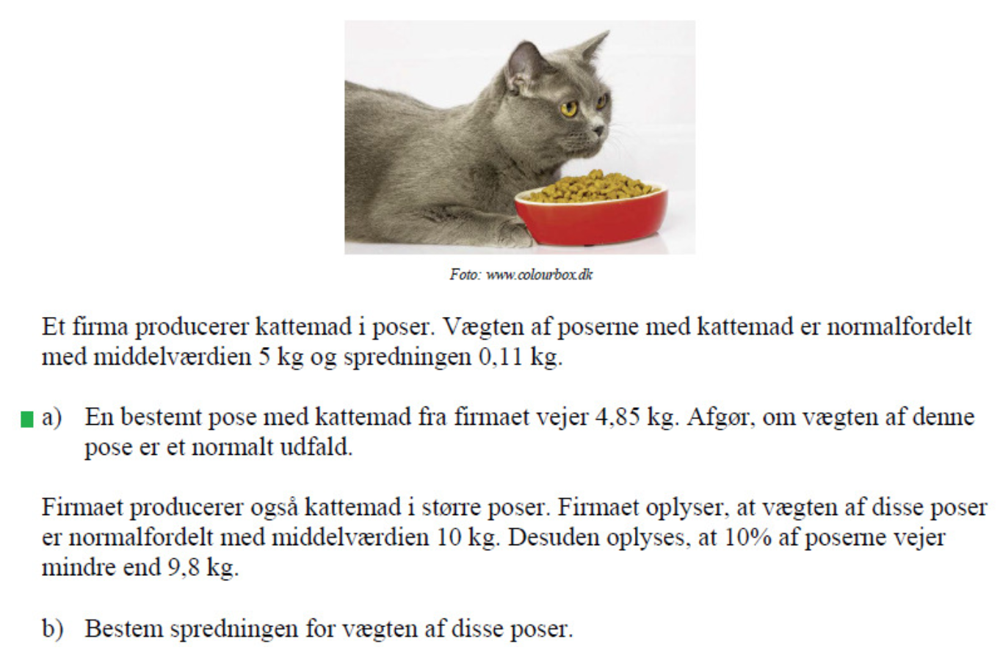 Foto: www.colourbox.dk
Et firma producerer kattemad i poser. Vægten af poserne med kattemad er normalfordelt
med middelværdien 5 kg og spredningen 0,11 kg.
a) En bestemt pose med kattemad fra firmaet vejer 4,85 kg. Afgør, om vægten af denne
pose er et normalt udfald.
Firmaet producerer også kattemad i større poser. Firmaet oplyser, at vægten af disse poser
er normalfordelt med middelværdien 10 kg. Desuden oplyses, at 10% af poserne vejer
mindre end 9,8 kg.
b) Bestem spredningen for vægten af disse poser.